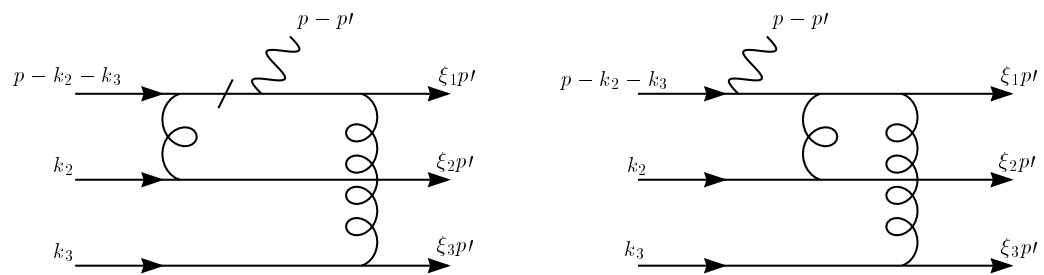 p − p′
p − k₂ − k₃
ξ₁p′
k₂
ξ₂p′
k₃
ξ₃p′
p − p′
p − k₂ − k₃
ξ₁p′
k₂
ξ₂p′
k₃
ξ₃p′